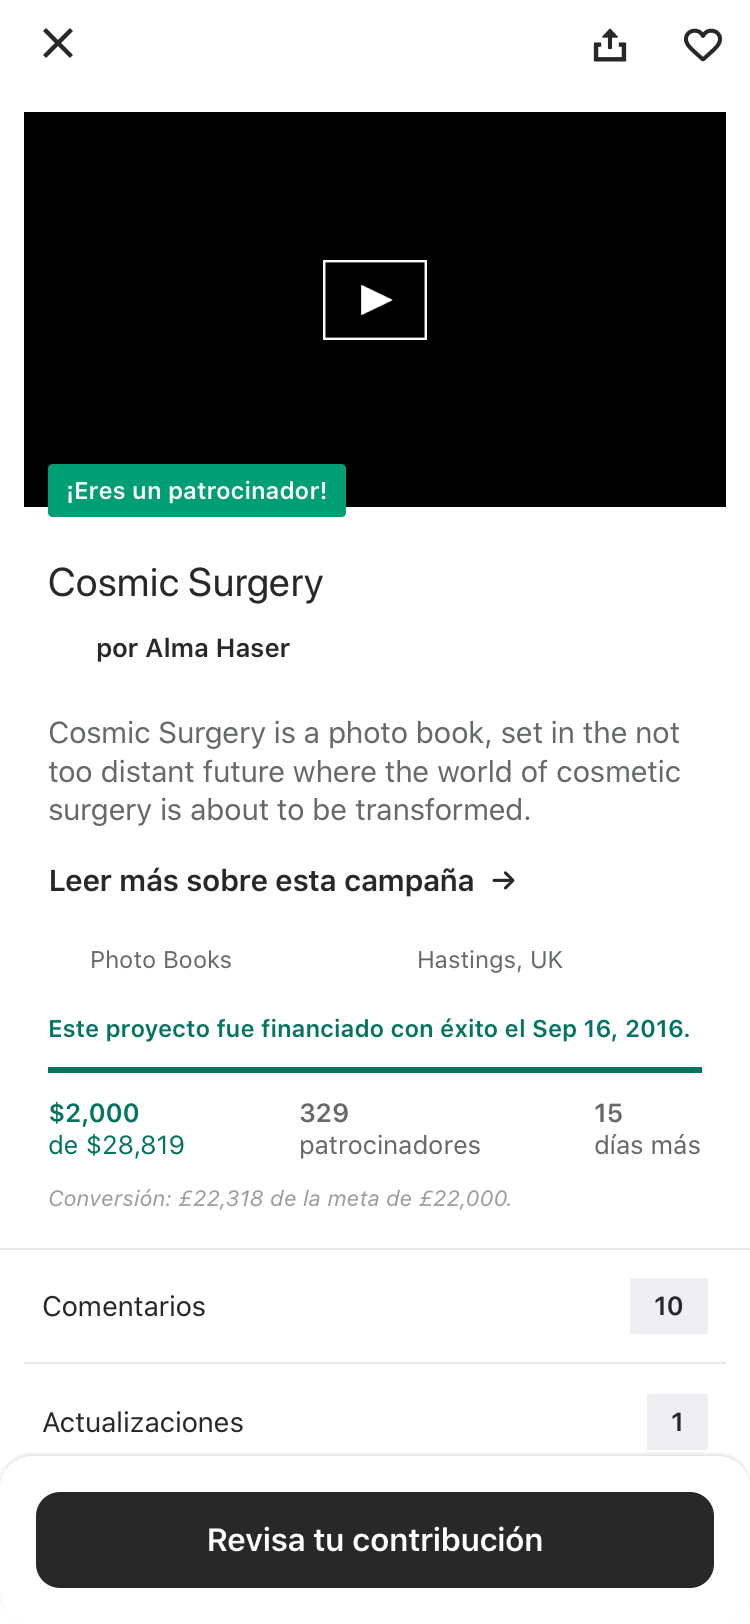 ¡Eres un patrocinador!
Cosmic Surgery
por Alma Haser
Cosmic Surgery is a photo book, set in the not
too distant future where the world of cosmetic
surgery is about to be transformed.
Leer más sobre esta campaña →
Photo Books
Hastings, UK
Este proyecto fue financiado con éxito el Sep 16, 2016.
$2,000
de $28,819
329
patrocinadores
15
días más
Conversión: £22,318 de la meta de £22,000.
Comentarios
10
Actualizaciones
1
Revisa tu contribución